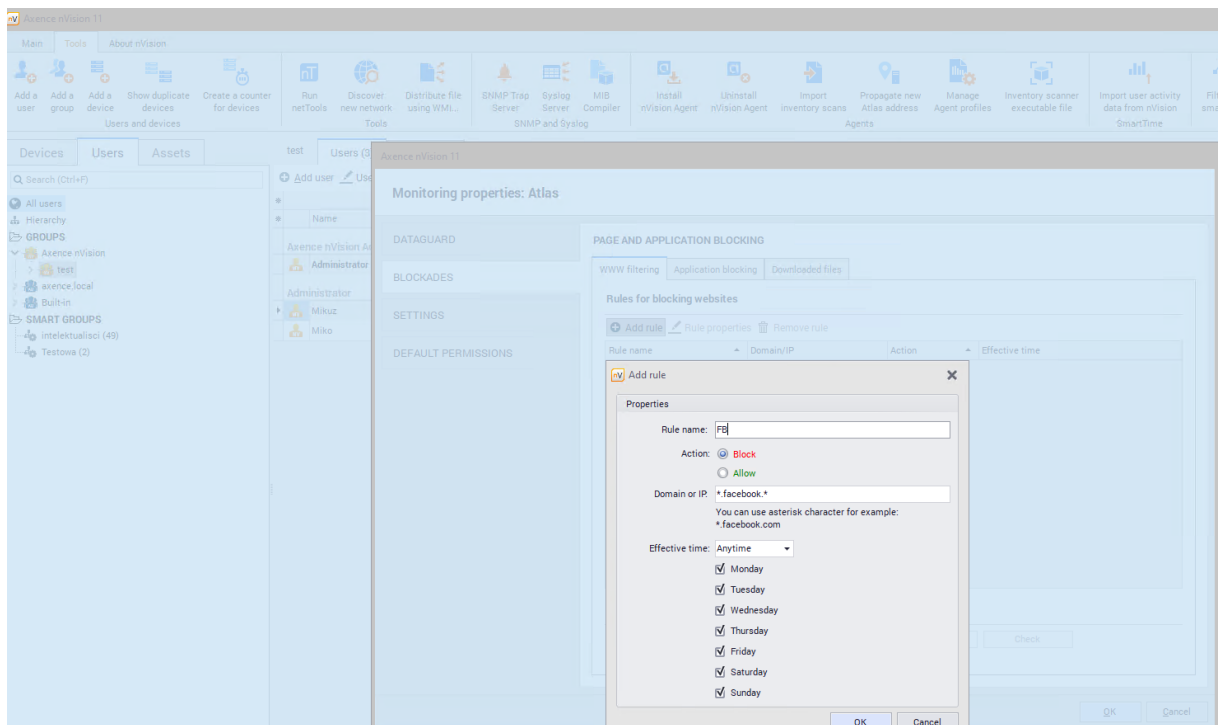 nV Axence nVision 11
Main Tools About nVision
Add a user
Add a group
Add a device
Show duplicate devices
Create a counter for devices
Users and devices
nT
Run netTools
Discover new network
Distribute file using WMI...
Tools
SNMP Trap Server
Syslog Server
MIB Compiler
SNMP and Syslog
Install nVision Agent
Uninstall nVision Agent
Import inventory scans
Propagate new Atlas address
Manage Agent profiles
Inventory scanner executable file
Agents
Import user activity data from nVision
SmartTime
Devices Users Assets
Search (Ctrl+F)
All users
Hierarchy
GROUPS
Axence nVision
test
axence.local
Built-in
SMART GROUPS
intelektualisci (49)
Testowa (2)
test Users (3
Add user Use
Name
Axence nVision A
Administrator
Administrator
Mikuz
Miko
Axence nVision 11
Monitoring properties: Atlas
DATAGUARD
BLOCKADES
SETTINGS
DEFAULT PERMISSIONS
PAGE AND APPLICATION BLOCKING
WWW filtering Application blocking Downloaded files
Rules for blocking websites
Add rule Rule properties Remove rule
Rule name Domain/IP Action Effective time
nV Add rule
Properties
Rule name: FB
Action: Block
Allow
Domain or IP: *.facebook.*
You can use asterisk character for example:
*.facebook.com
Effective time: Anytime
Monday
Tuesday
Wednesday
Thursday
Friday
Saturday
Sunday
OK Cancel
Check
OK Cancel